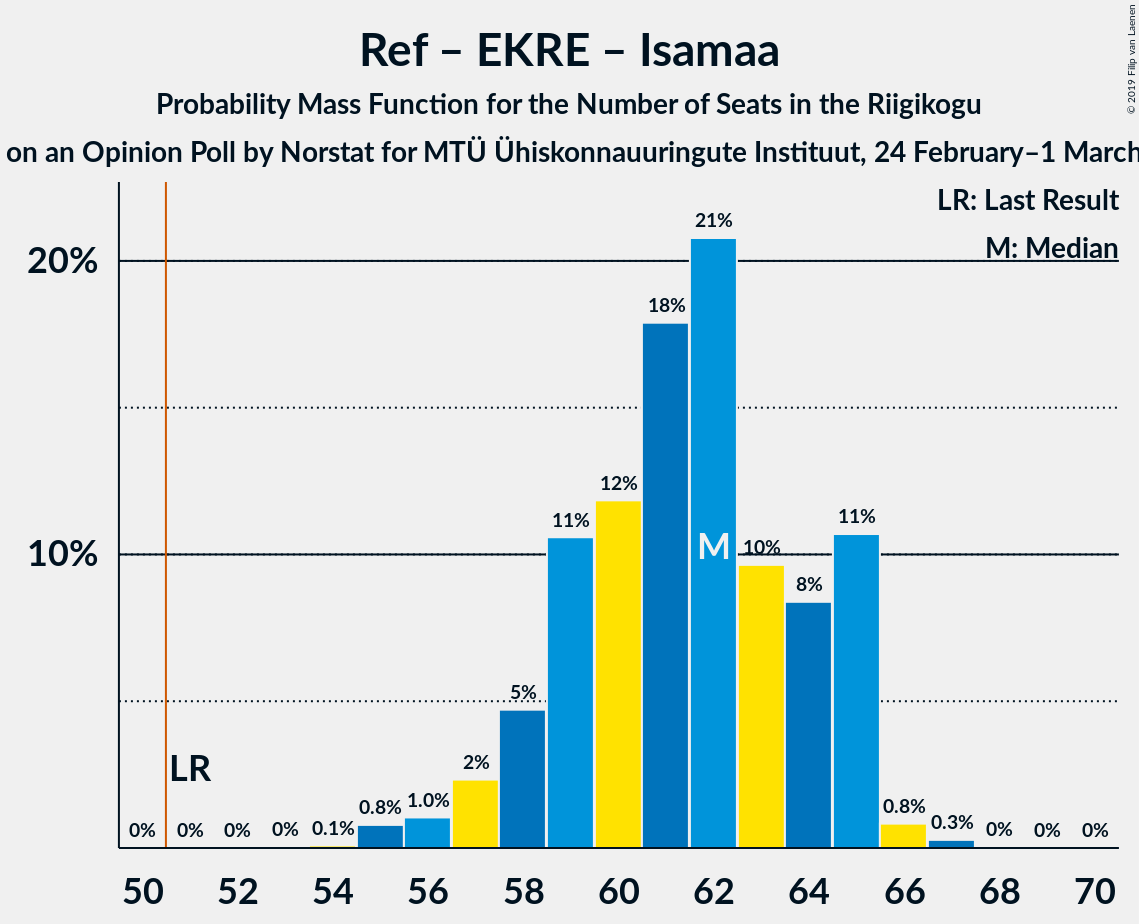 Ref – EKRE – Isamaa
Probability Mass Function for the Number of Seats in the Riigikogu
on an Opinion Poll by Norstat for MTÜ Ühiskonnauuringute Instituut, 24 February–1 March
© 2019 Filip van Laenen
LR: Last Result
M: Median
20%
10%
21%
18%
12%
11%
11%
M
10%
8%
5%
2%
LR
0%
0%
0%
0%
0.1%
0.8%
1.0%
0.8%
0.3%
0%
0%
0%
50 52 54 56 58 60 62 64 66 68 70